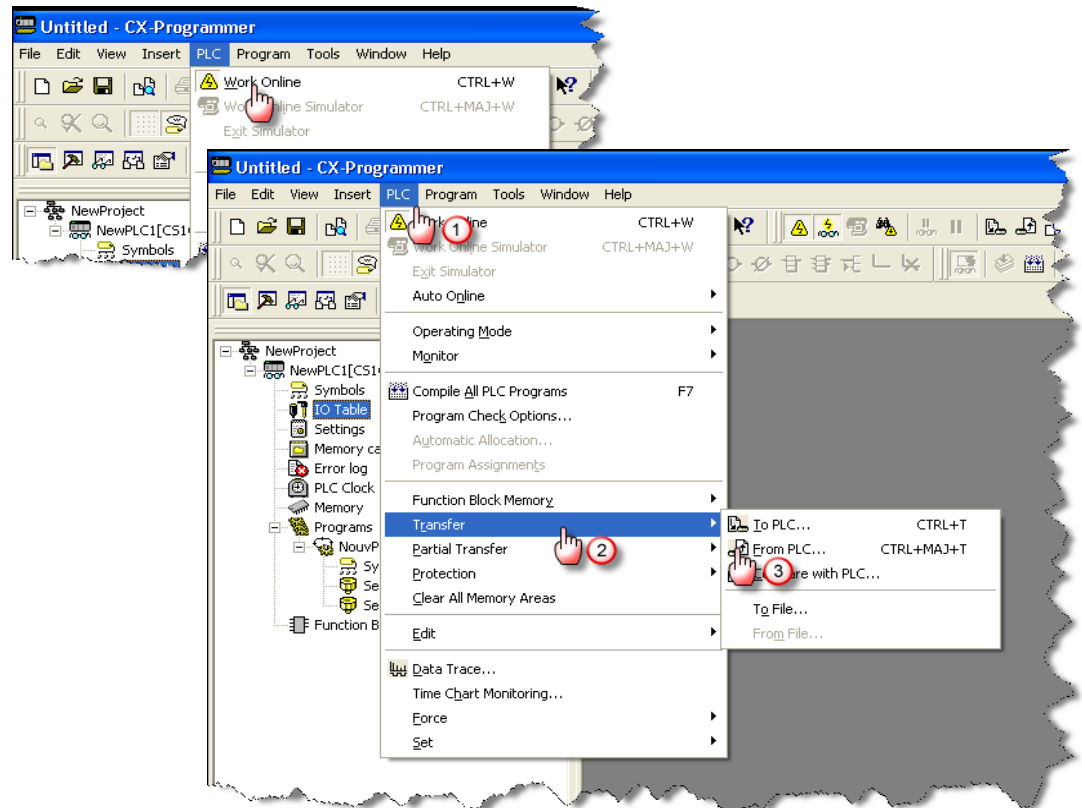 Untitled - CX-Programmer
File Edit View Insert PLC Program Tools Window Help
Work Online CTRL+W
Online Simulator CTRL+MAJ+W
Exit Simulator
NewProject
NewPLC1[CS1
Symbols
Untitled - CX-Programmer
File Edit View Insert PLC Program Tools Window Help
1
CTRL+W
Work Online Simulator CTRL+MAJ+W
Exit Simulator
Auto Online
Operating Mode
Monitor
NewProject
NewPLC1[CS1
Symbols
IO Table
Settings
Memory ca
Error log
PLC Clock
Memory
Programs
NouvP
Sy
Se
Se
Function B
Compile All PLC Programs F7
Program Check Options...
Automatic Allocation...
Program Assignments
Function Block Memory
Transfer
2
Partial Transfer
Protection
Clear All Memory Areas
Edit
Data Trace...
Time Chart Monitoring...
Force
Set
To PLC... CTRL+T
From PLC... CTRL+MAJ+T
3
with PLC...
To File...
From File...